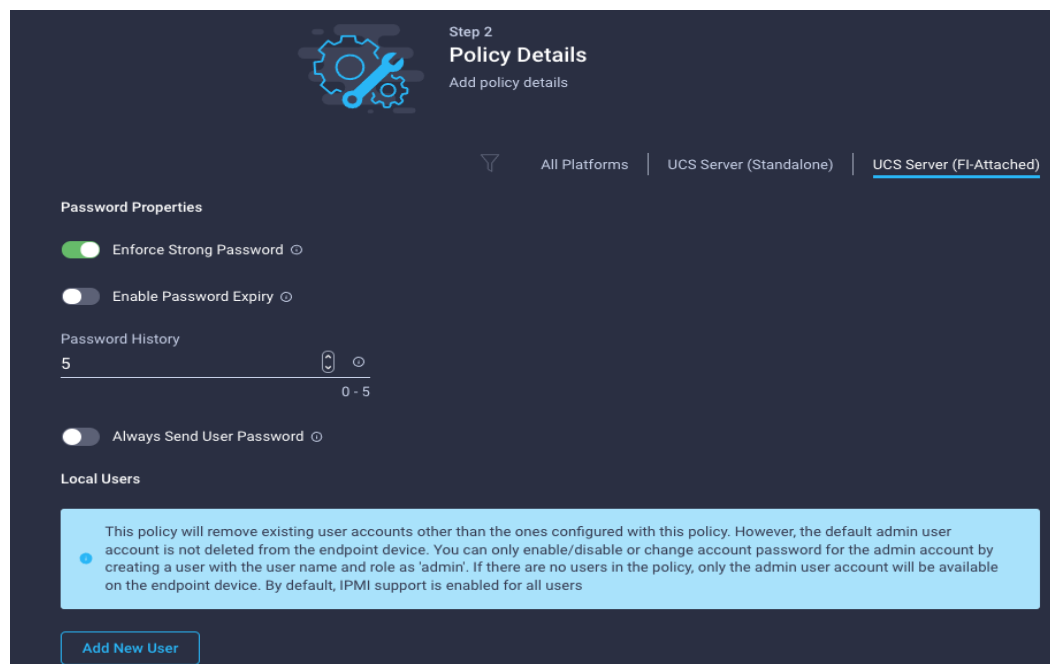 Step 2
Policy Details
Add policy details
All Platforms
UCS Server (Standalone)
UCS Server (FI-Attached)
Password Properties
Enforce Strong Password
Enable Password Expiry
Password History
5
0 - 5
Always Send User Password
Local Users
This policy will remove existing user accounts other than the ones configured with this policy. However, the default admin user
account is not deleted from the endpoint device. You can only enable/disable or change account password for the admin account by
creating a user with the user name and role as 'admin'. If there are no users in the policy, only the admin user account will be available
on the endpoint device. By default, IPMI support is enabled for all users
Add New User